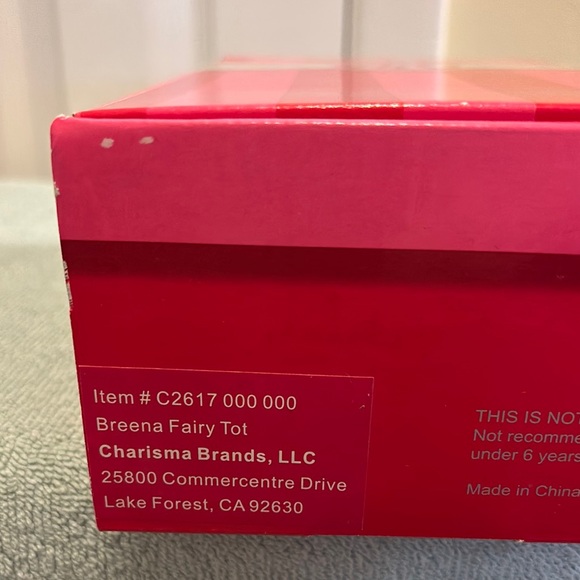 Item # C2617 000 000
Breena Fairy Tot
Charisma Brands, LLC
25800 Commercentre Drive
Lake Forest, CA 92630
THIS IS NOT
Not recomme
under 6 years
Made in China